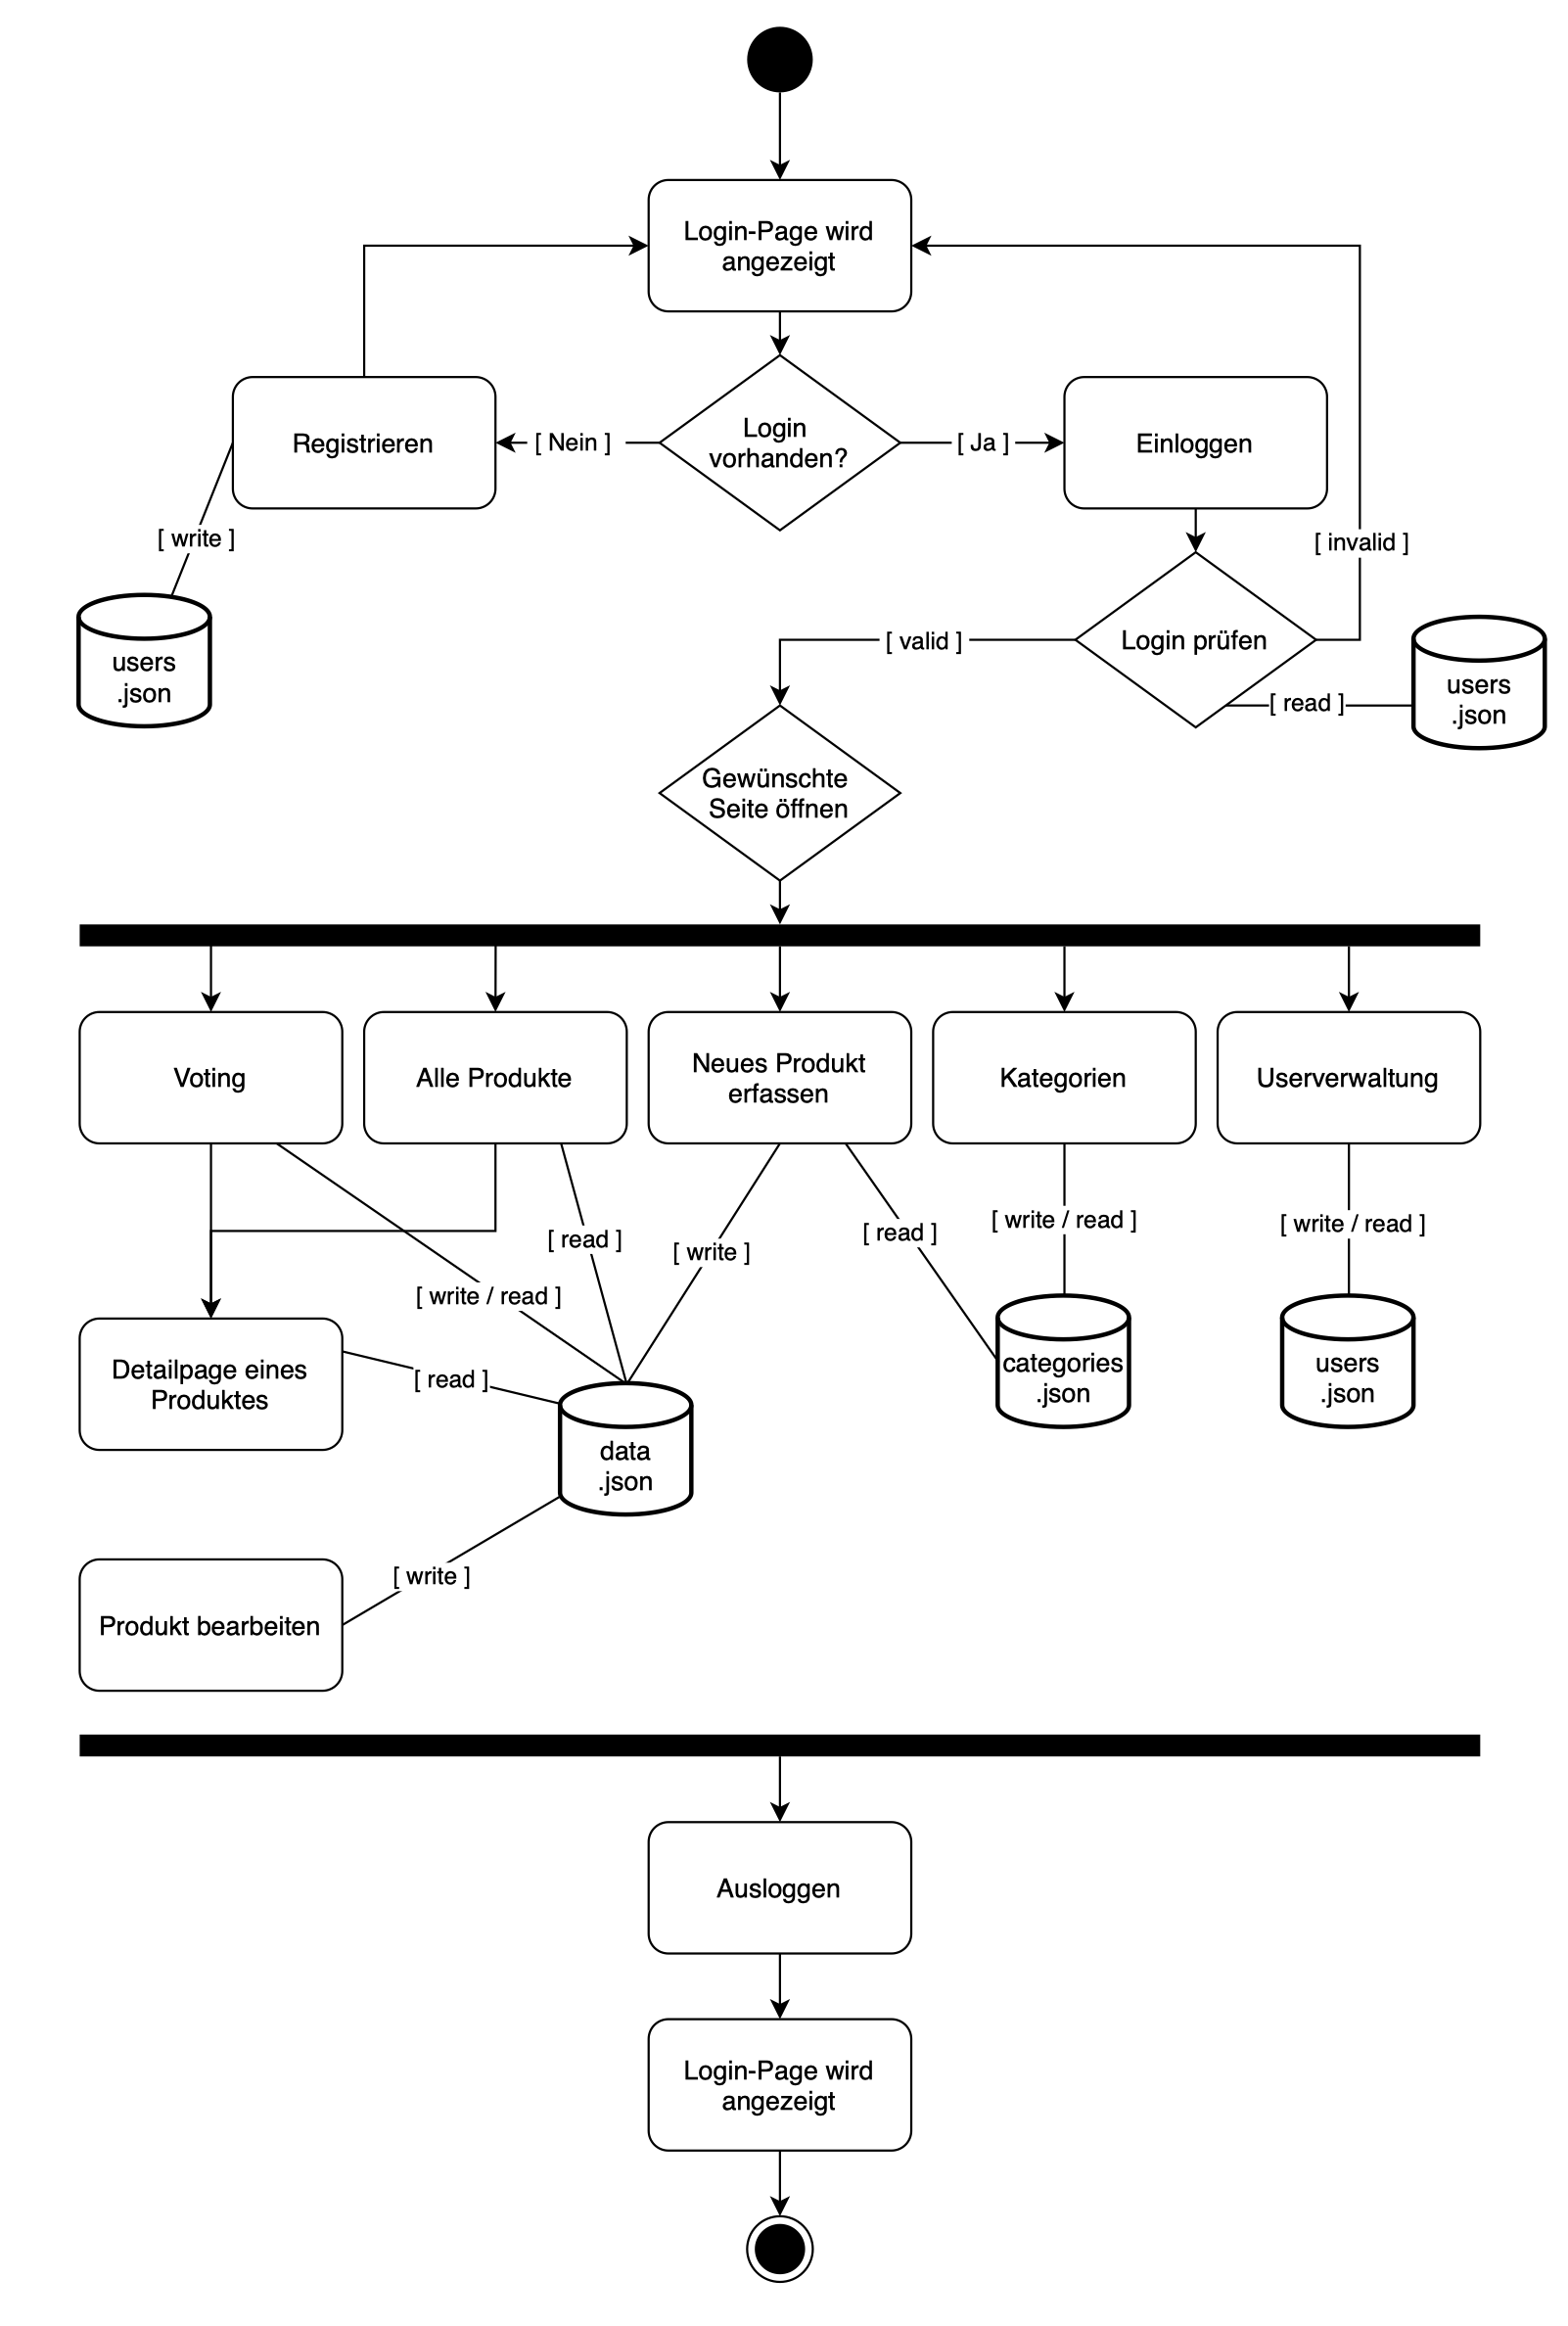 Login-Page wird
angezeigt
Registrieren
[ Nein ]
Login
vorhanden?
[ Ja ]
Einloggen
[ write ]
[ invalid ]
users
.json
[ valid ]
Login prüfen
[ read ]
users
.json
Gewünschte
Seite öffnen
Voting
Alle Produkte
Neues Produkt
erfassen
Kategorien
Userverwaltung
[ write / read ]
[ read ]
[ write ]
[ read ]
[ write / read ]
[ write / read ]
Detailpage eines
Produktes
[ read ]
data
.json
categories
.json
users
.json
[ write ]
Produkt bearbeiten
Ausloggen
Login-Page wird
angezeigt